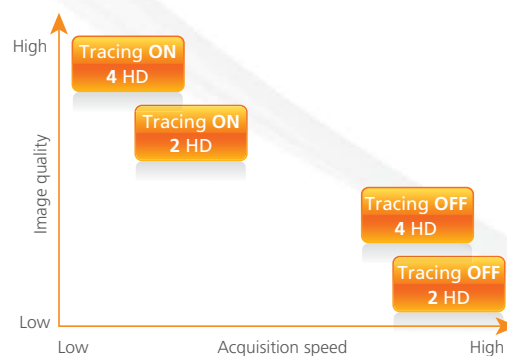 High
Tracing ON
4 HD
Tracing ON
2 HD
Image quality
Tracing OFF
4 HD
Tracing OFF
2 HD
Low
Low
Acquisition speed
High